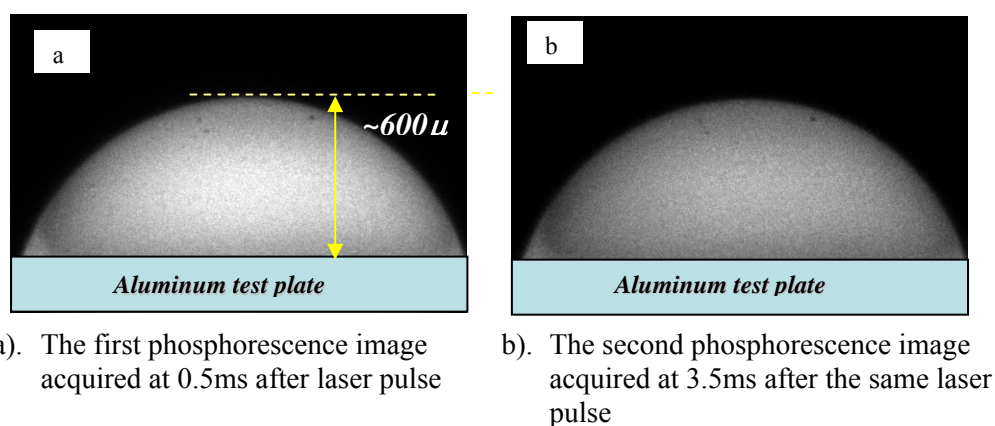 a
b
~600u
Aluminum test plate
Aluminum test plate
a). The first phosphorescence image
acquired at 0.5ms after laser pulse
b). The second phosphorescence image
acquired at 3.5ms after the same laser
pulse